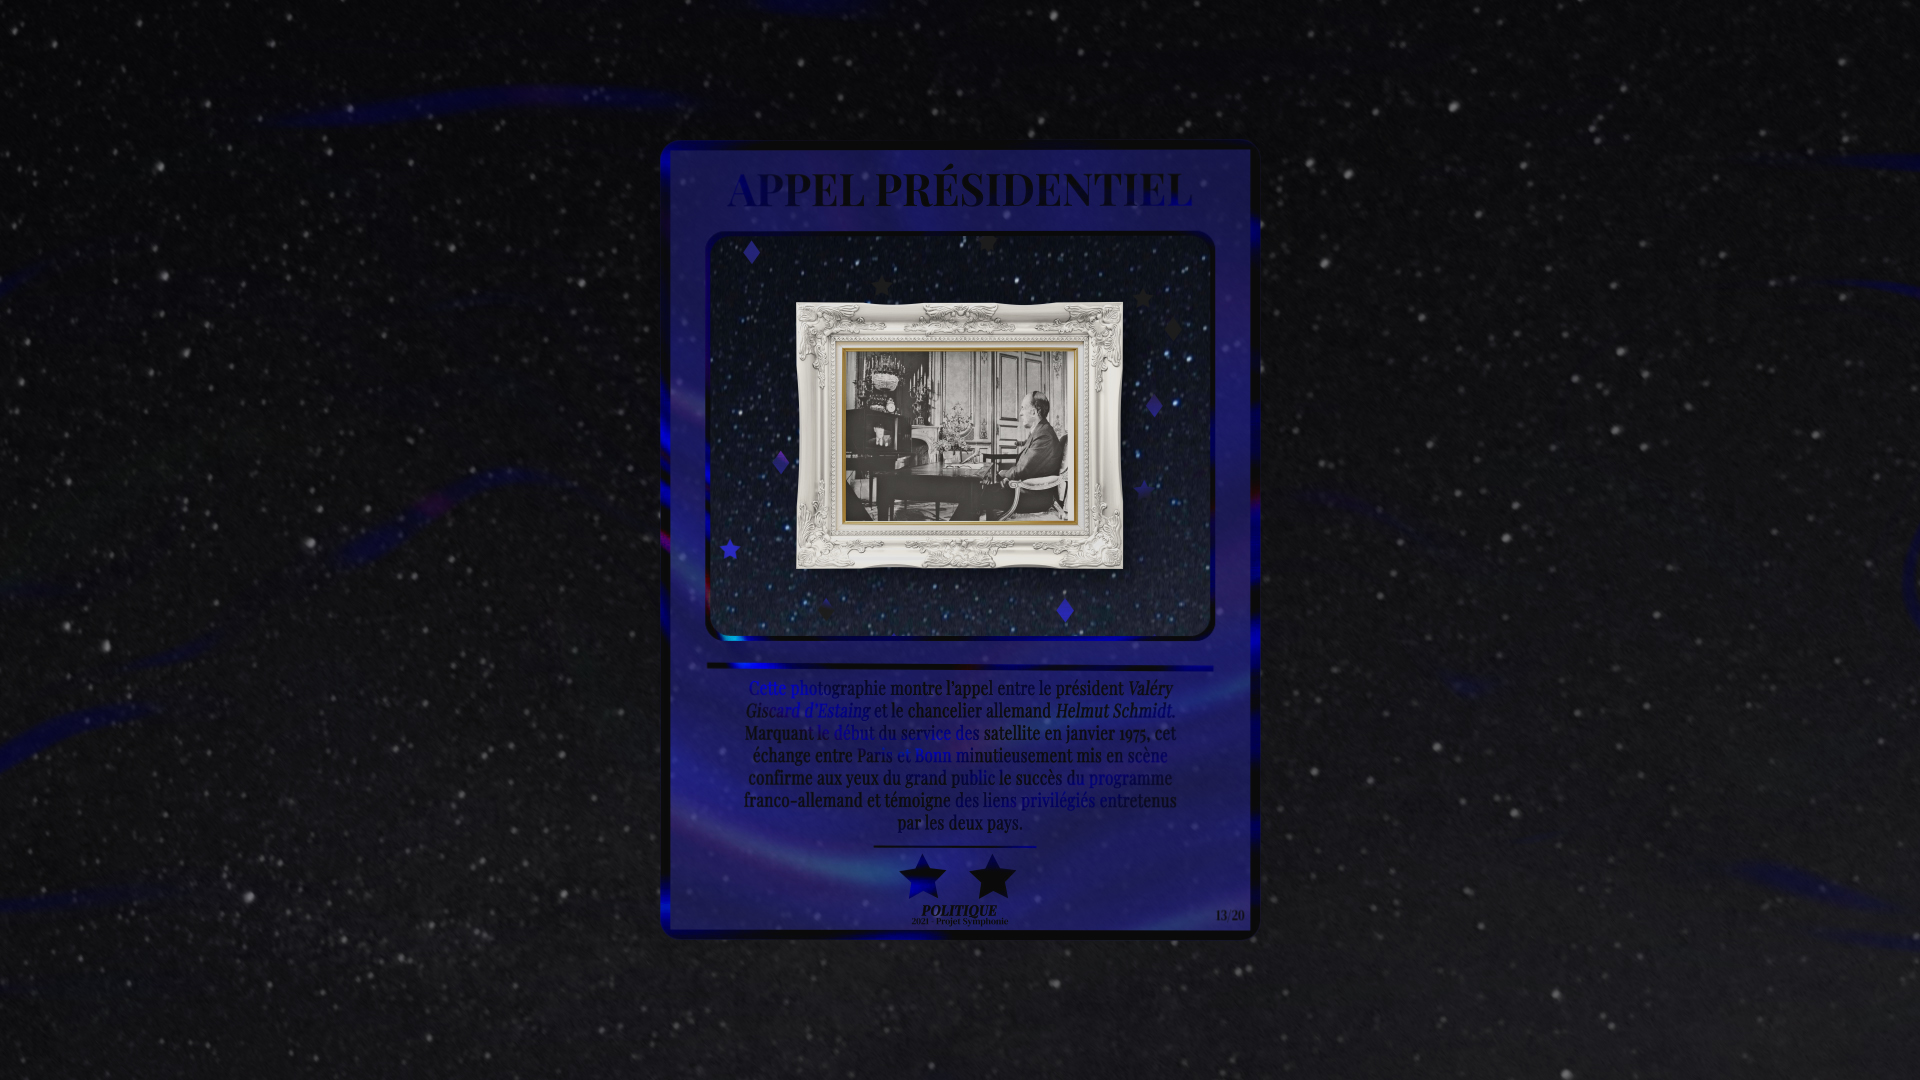 APPEL PRÉSIDENTIEL
Cette photographie montre l'appel entre le président Valéry
Giscard d'Estaing et le chancelier allemand Helmut Schmidt.
Marquant le début du service des satellite en janvier 1975, cet
échange entre Paris et Bonn minutieusement mis en scène
confirme aux yeux du grand public le succès du programme
franco-allemand et témoigne des liens privilégiés entretenus
par les deux pays.
POLITIQUE
2021 - Projet Symphonie
13/20